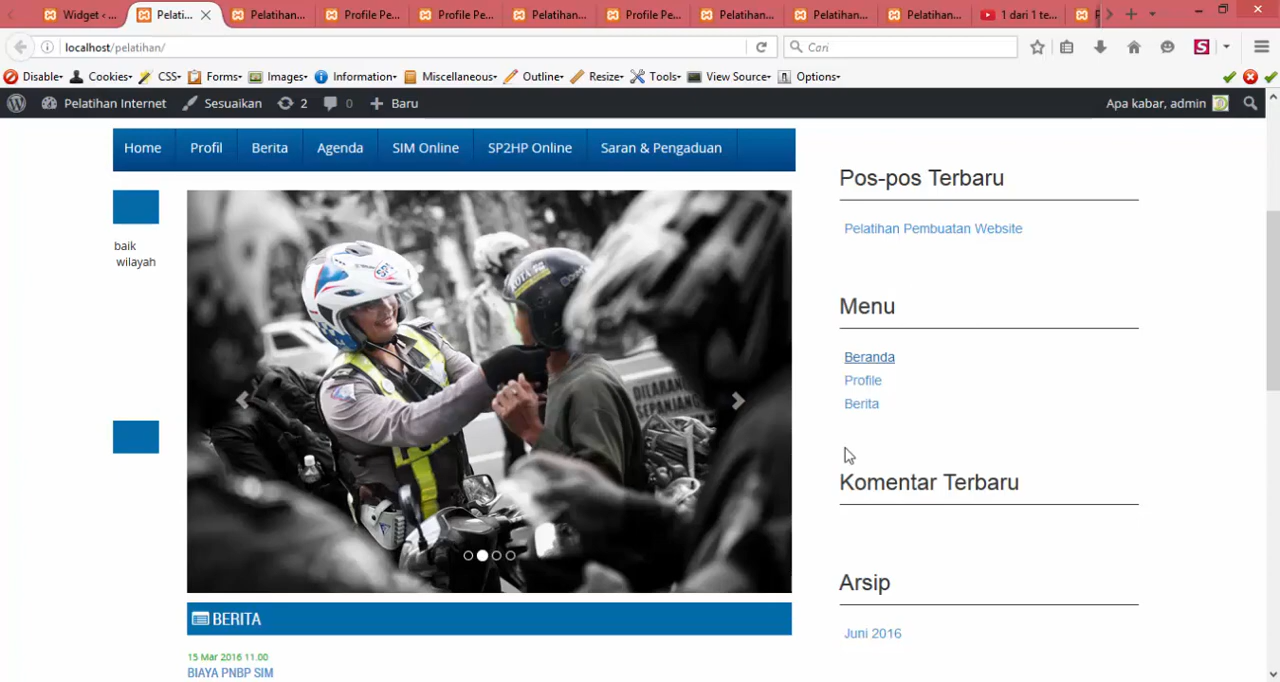 Widget ‹ ...
Pelati...
Pelatihan...
Profile Pe...
Profile Pe...
Pelatihan...
Profile Pe...
Pelatihan...
Pelatihan...
Pelatihan...
1 dari 1 te...
localhost/pelatihan/
Cari
Disable
Cookies
CSS
Forms
Images
Information
Miscellaneous
Outline
Resize
Tools
View Source
Options
Pelatihan Internet
Sesuaikan
2
0
Baru
Apa kabar, admin
Home
Profil
Berita
Agenda
SIM Online
SP2HP Online
Saran & Pengaduan
baik
wilayah
DILARANG
SEPANJANG
BERITA
15 Mar 2016 11.00
BIAYA PNBP SIM
Pos-pos Terbaru
Pelatihan Pembuatan Website
Menu
Beranda
Profile
Berita
Komentar Terbaru
Arsip
Juni 2016